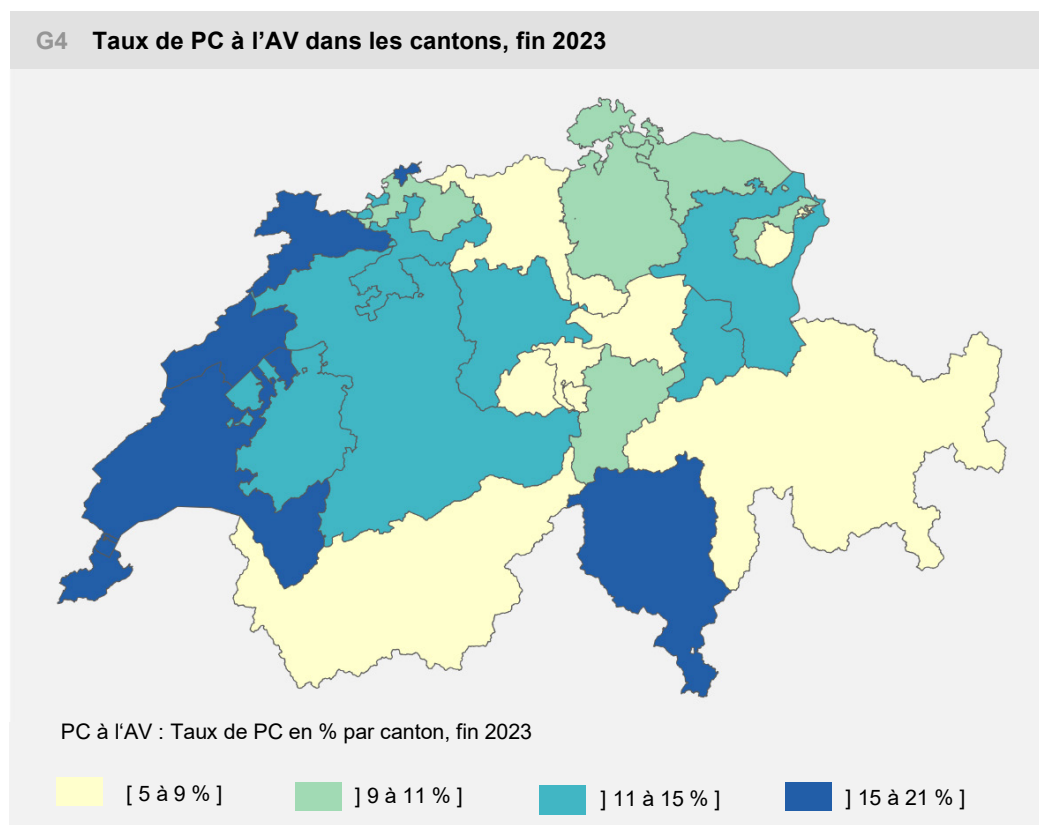 G4 Taux de PC à l’AV dans les cantons, fin 2023
PC à l‘AV : Taux de PC en % par canton, fin 2023
[ 5 à 9 % ] ] 9 à 11 % ] ] 11 à 15 % ] ] 15 à 21 % ]